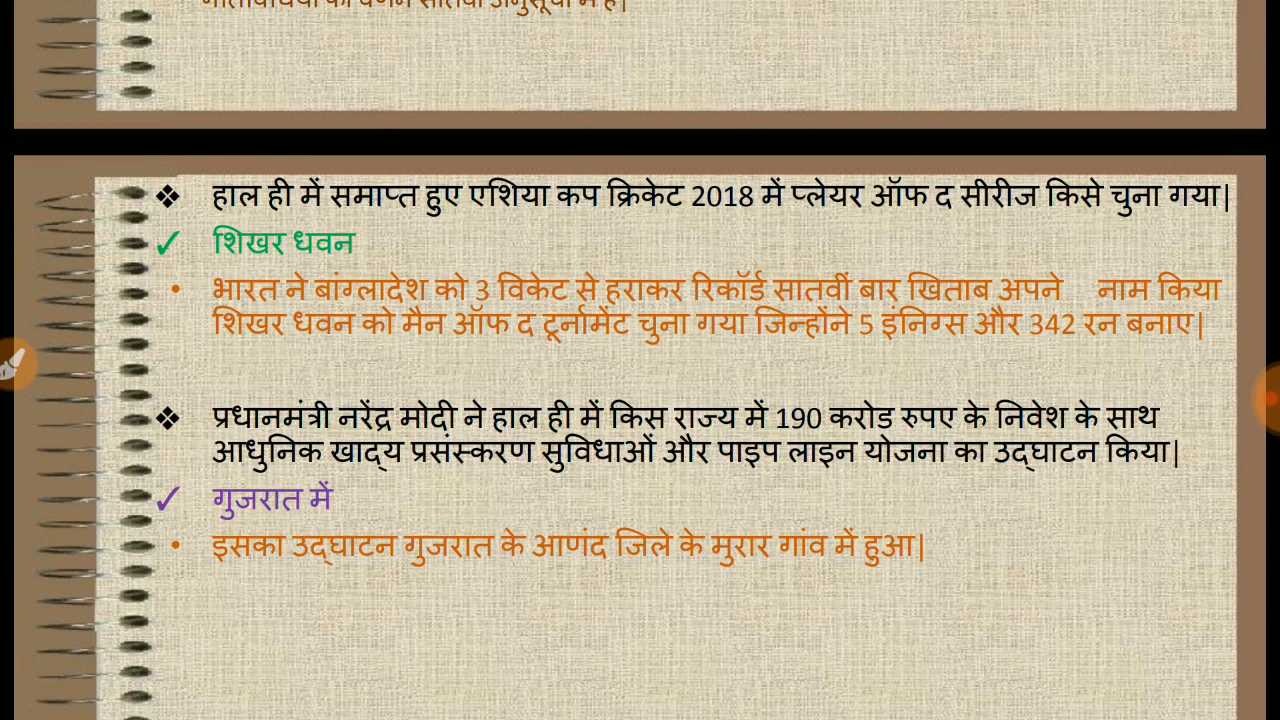 ❖ हाल ही में समाप्त हुए एशिया कप क्रिकेट 2018 में प्लेयर ऑफ द सीरीज किसे चुना गया|
✓ शिखर धवन
• भारत ने बांग्लादेश को 3 विकेट से हराकर रिकॉर्ड सातवीं बार खिताब अपने नाम किया
शिखर धवन को मैन ऑफ द टूर्नामेंट चुना गया जिन्होंने 5 इंनिग्स और 342 रन बनाए|
❖ प्रधानमंत्री नरेंद्र मोदी ने हाल ही में किस राज्य में 190 करोड रुपए के निवेश के साथ
आधुनिक खाद्य प्रसंस्करण सुविधाओं और पाइप लाइन योजना का उद्घाटन किया|
✓ गुजरात में
• इसका उद्घाटन गुजरात के आणंद जिले के मुरार गांव में हुआ|